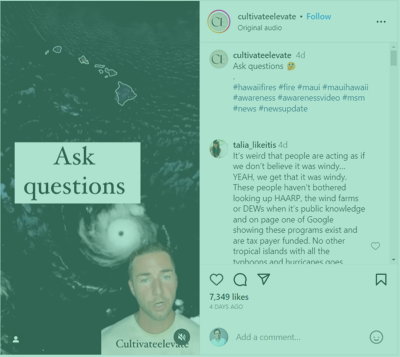 cultivateelevate • Follow
Original audio
Ask
questions
Cultivateelevate
cultivateelevate 4d
Ask questions 🤔
.
#hawaiifires #fire #maui #mauihawaii
#awareness #awarenessvideo #msm
#news #newsupdate
talia_likeitis 4d
It's weird that people are acting as if
we don't believe it was windy...
YEAH, we get that it was windy.
These people haven't bothered
looking up HAARP, the wind farms
or DEWs when it's public knowledge
and on page one of Google
showing these programs exist and
are tax payer funded. No other
tropical islands with all the
typhoons and hurricanes goes
7,349 likes
4 DAYS AGO
Add a comment...